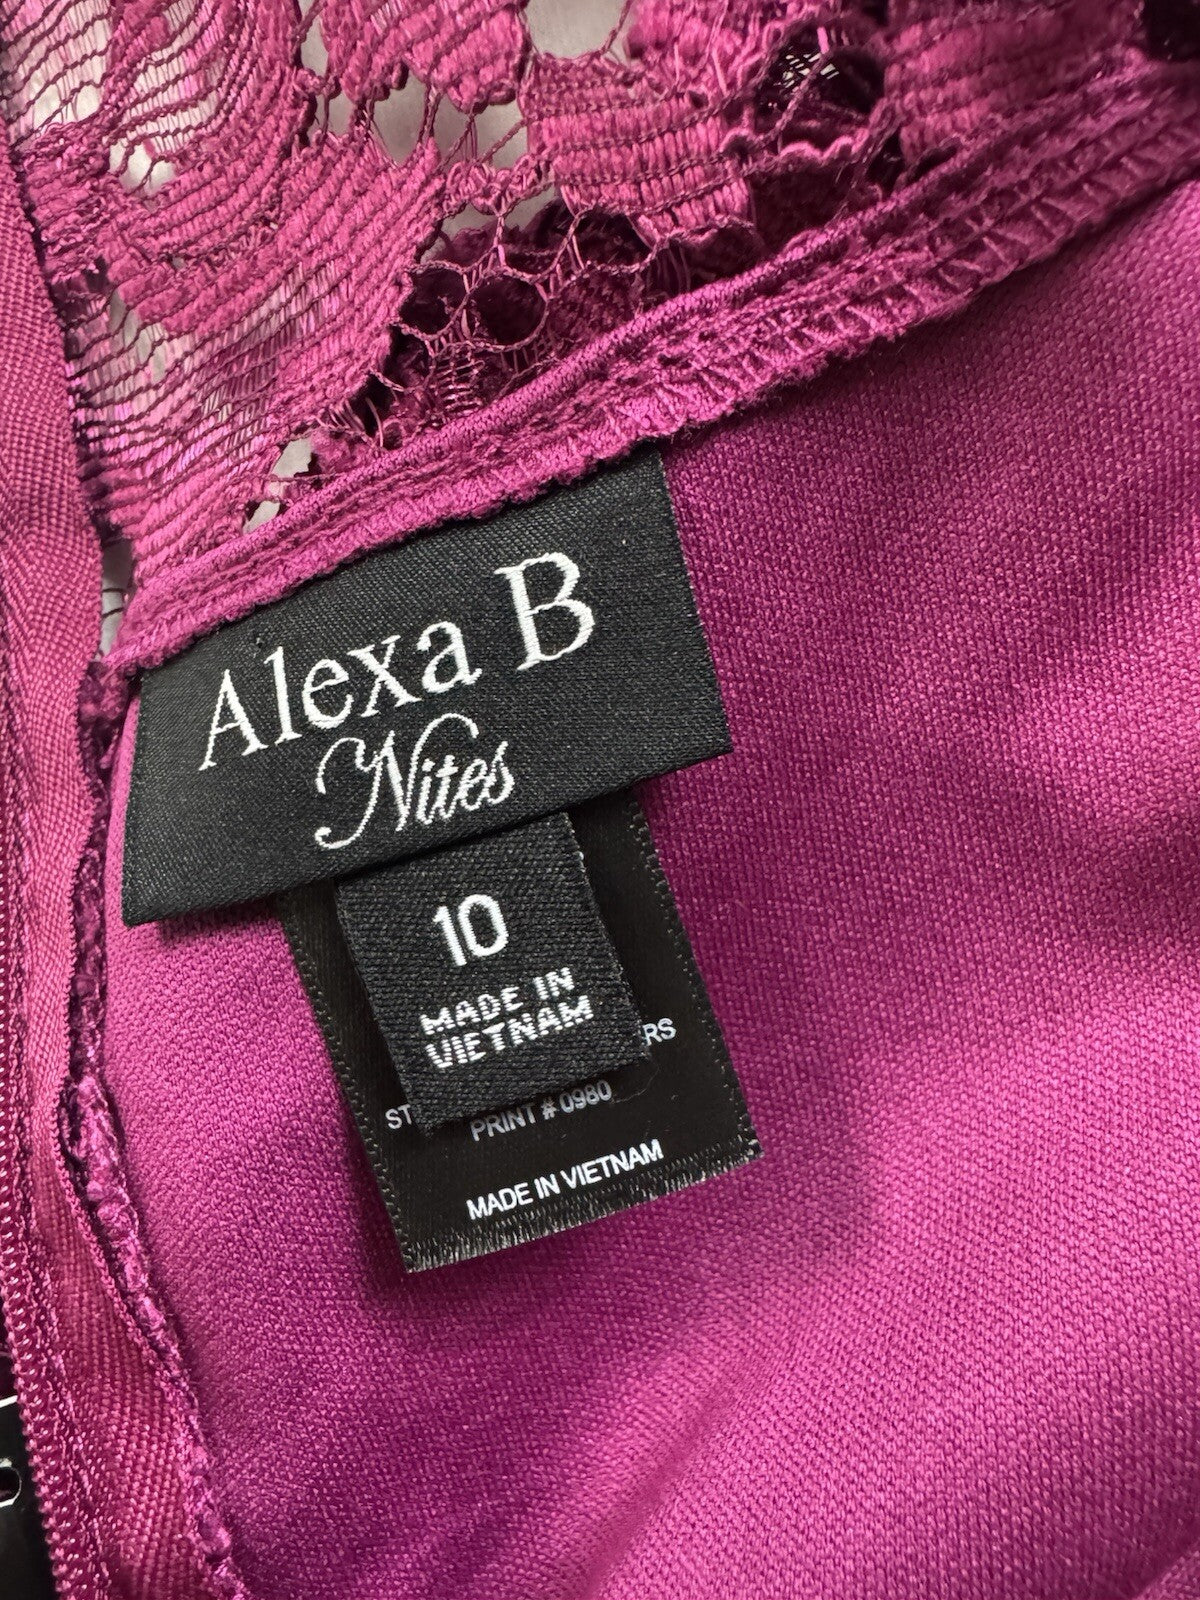 Alexa B
Nites
10
MADE IN
VIETNAM
PRINT # 0980
MADE IN VIETNAM